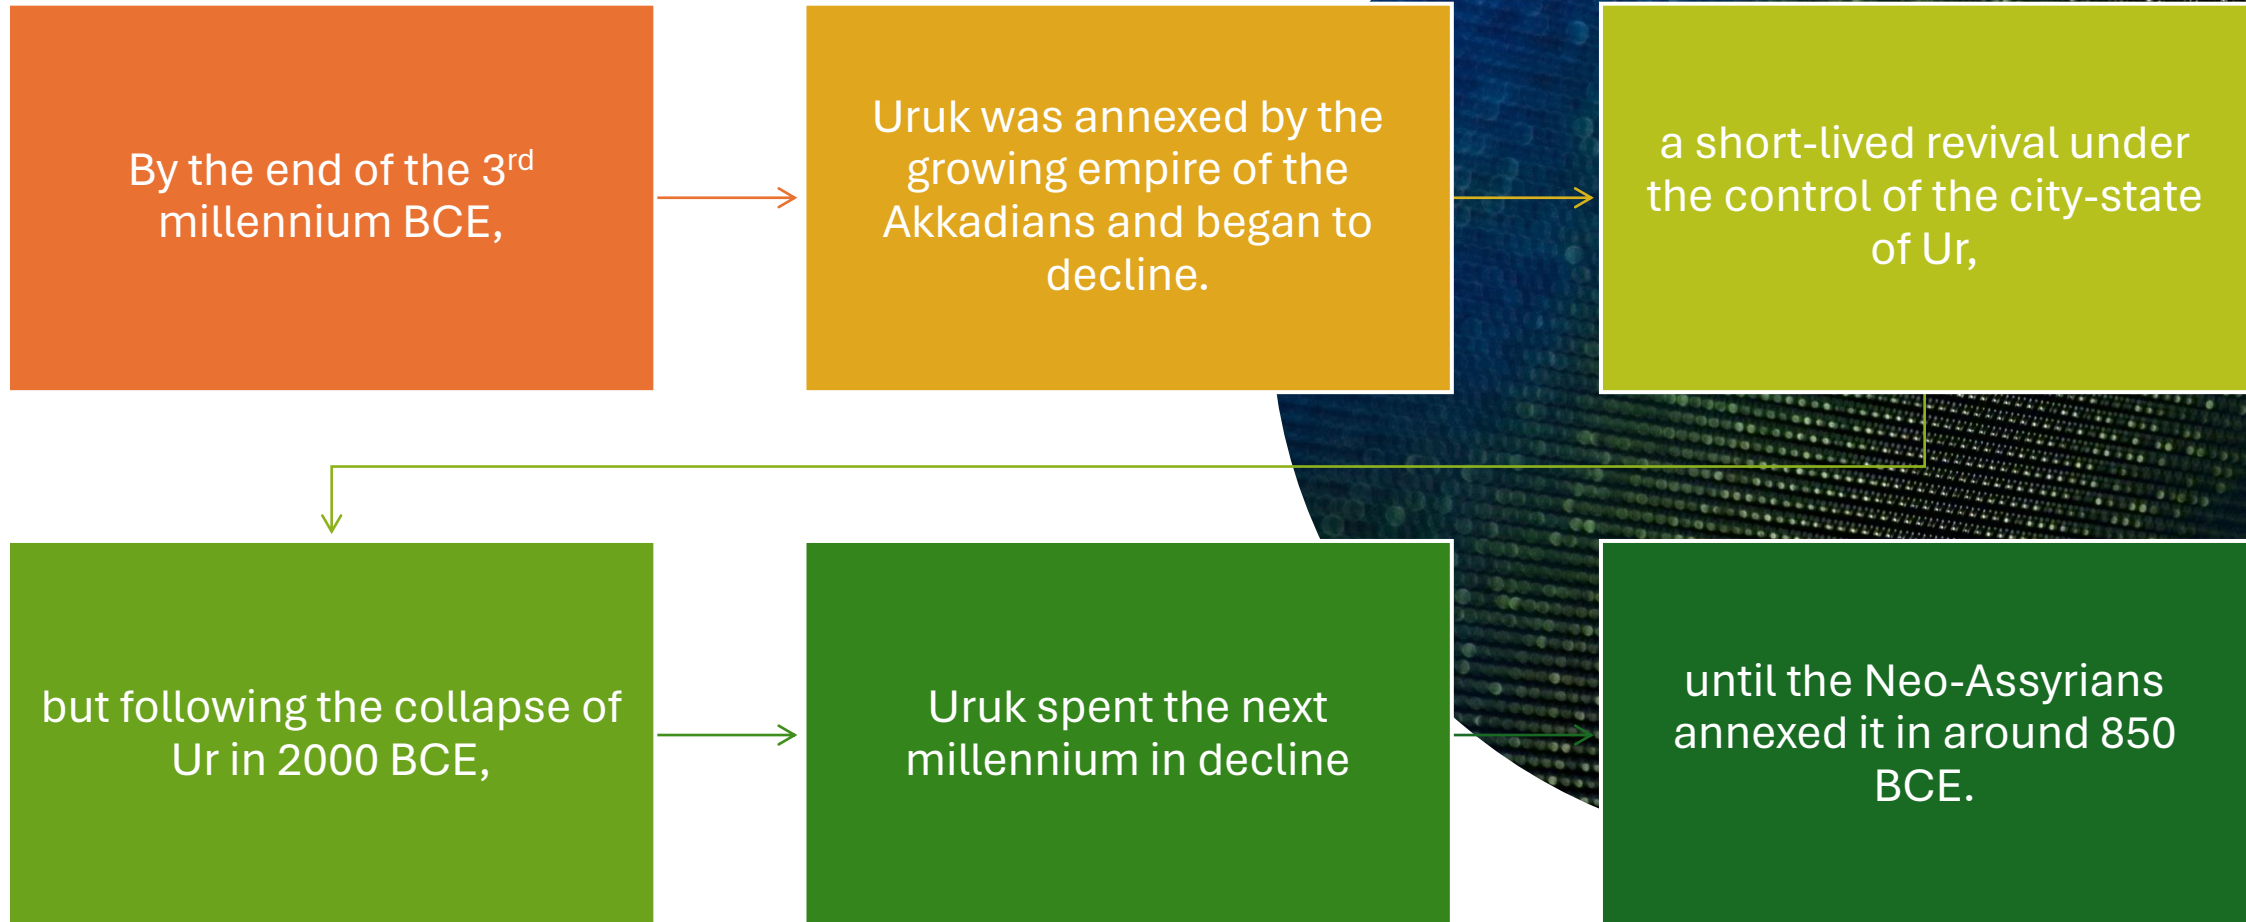 By the end of the 3rd
millennium BCE,
Uruk was annexed by the
growing empire of the
Akkadians and began to
decline.
a short-lived revival under
the control of the city-state
of Ur,
but following the collapse of
Ur in 2000 BCE,
Uruk spent the next
millennium in decline
until the Neo-Assyrians
annexed it in around 850
BCE.